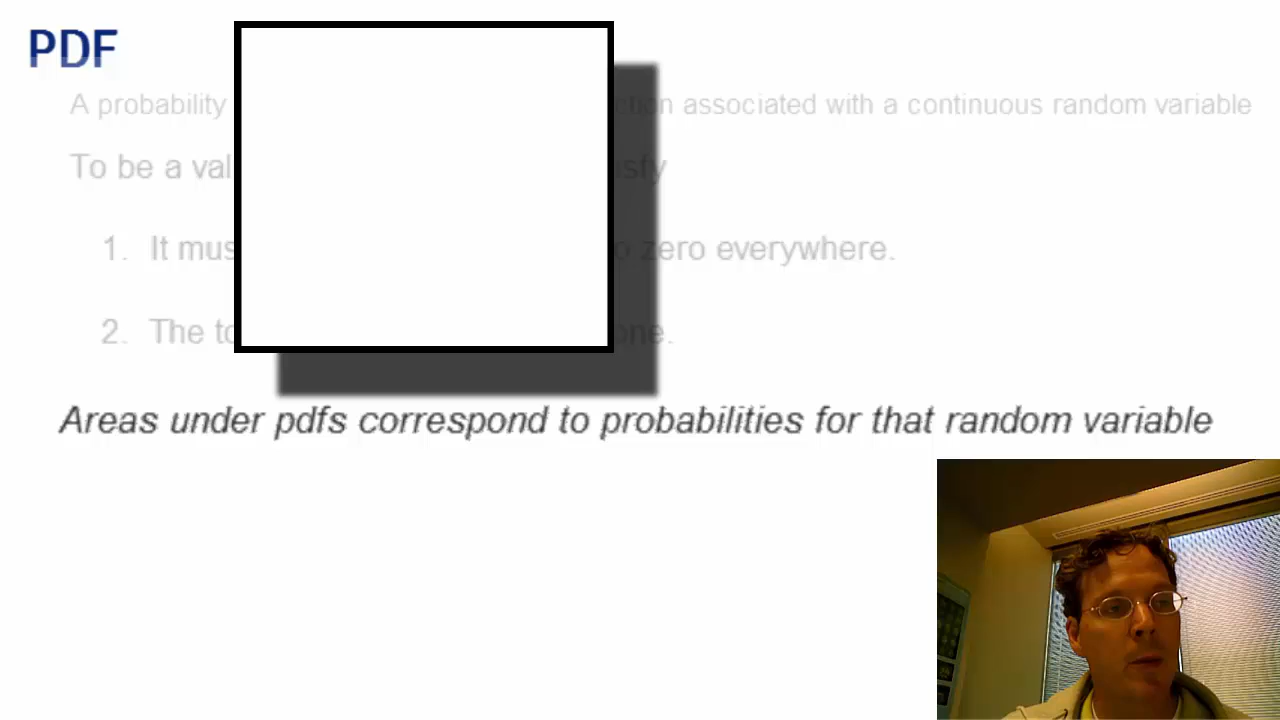 PDF
A probability ction associated with a continuous random variable
To be a val sfy
1. It mus o zero everywhere.
2. The to one.
Areas under pdfs correspond to probabilities for that random variable